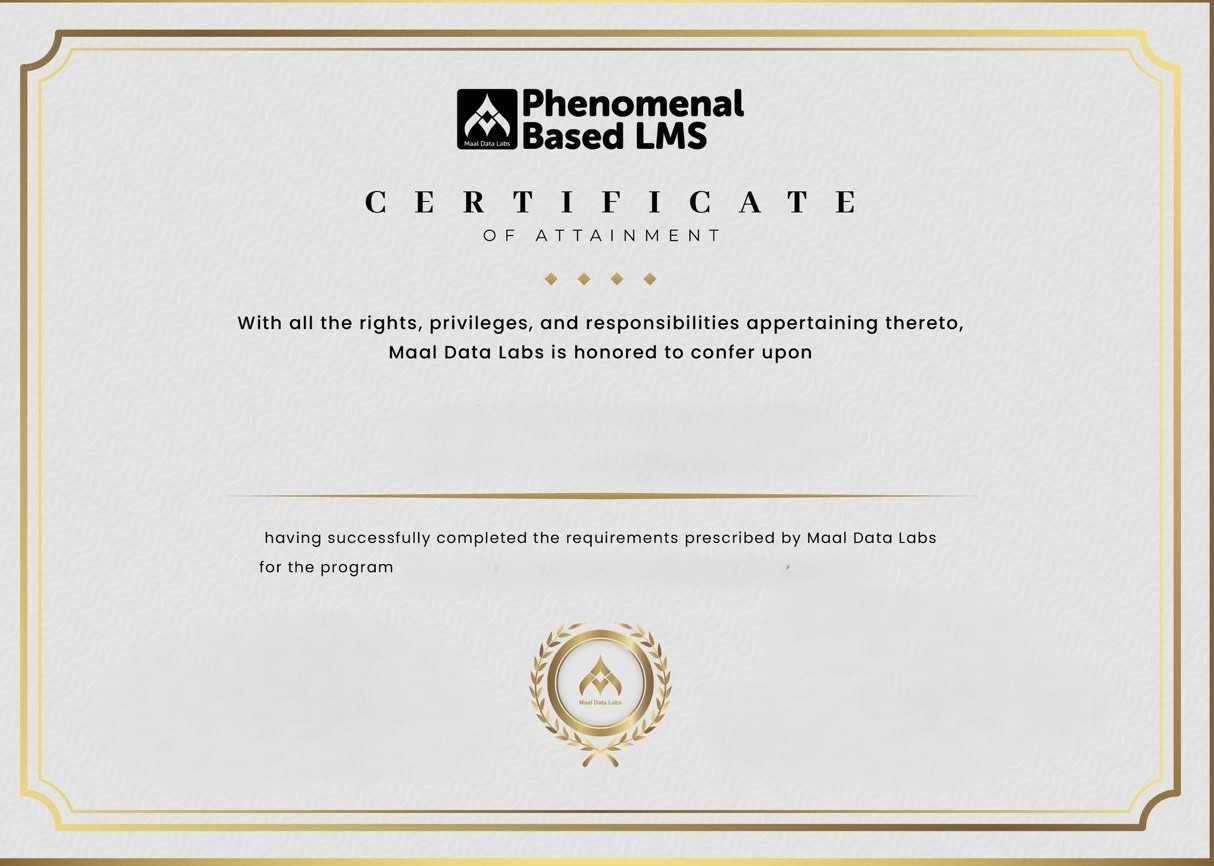 Phenomenal
Based LMS
Maal Data Labs
CERTIFICATE
OF ATTAINMENT
With all the rights, privileges, and responsibilities appertaining thereto,
Maal Data Labs is honored to confer upon
having successfully completed the requirements prescribed by Maal Data Labs
for the program
Maal Data Labs